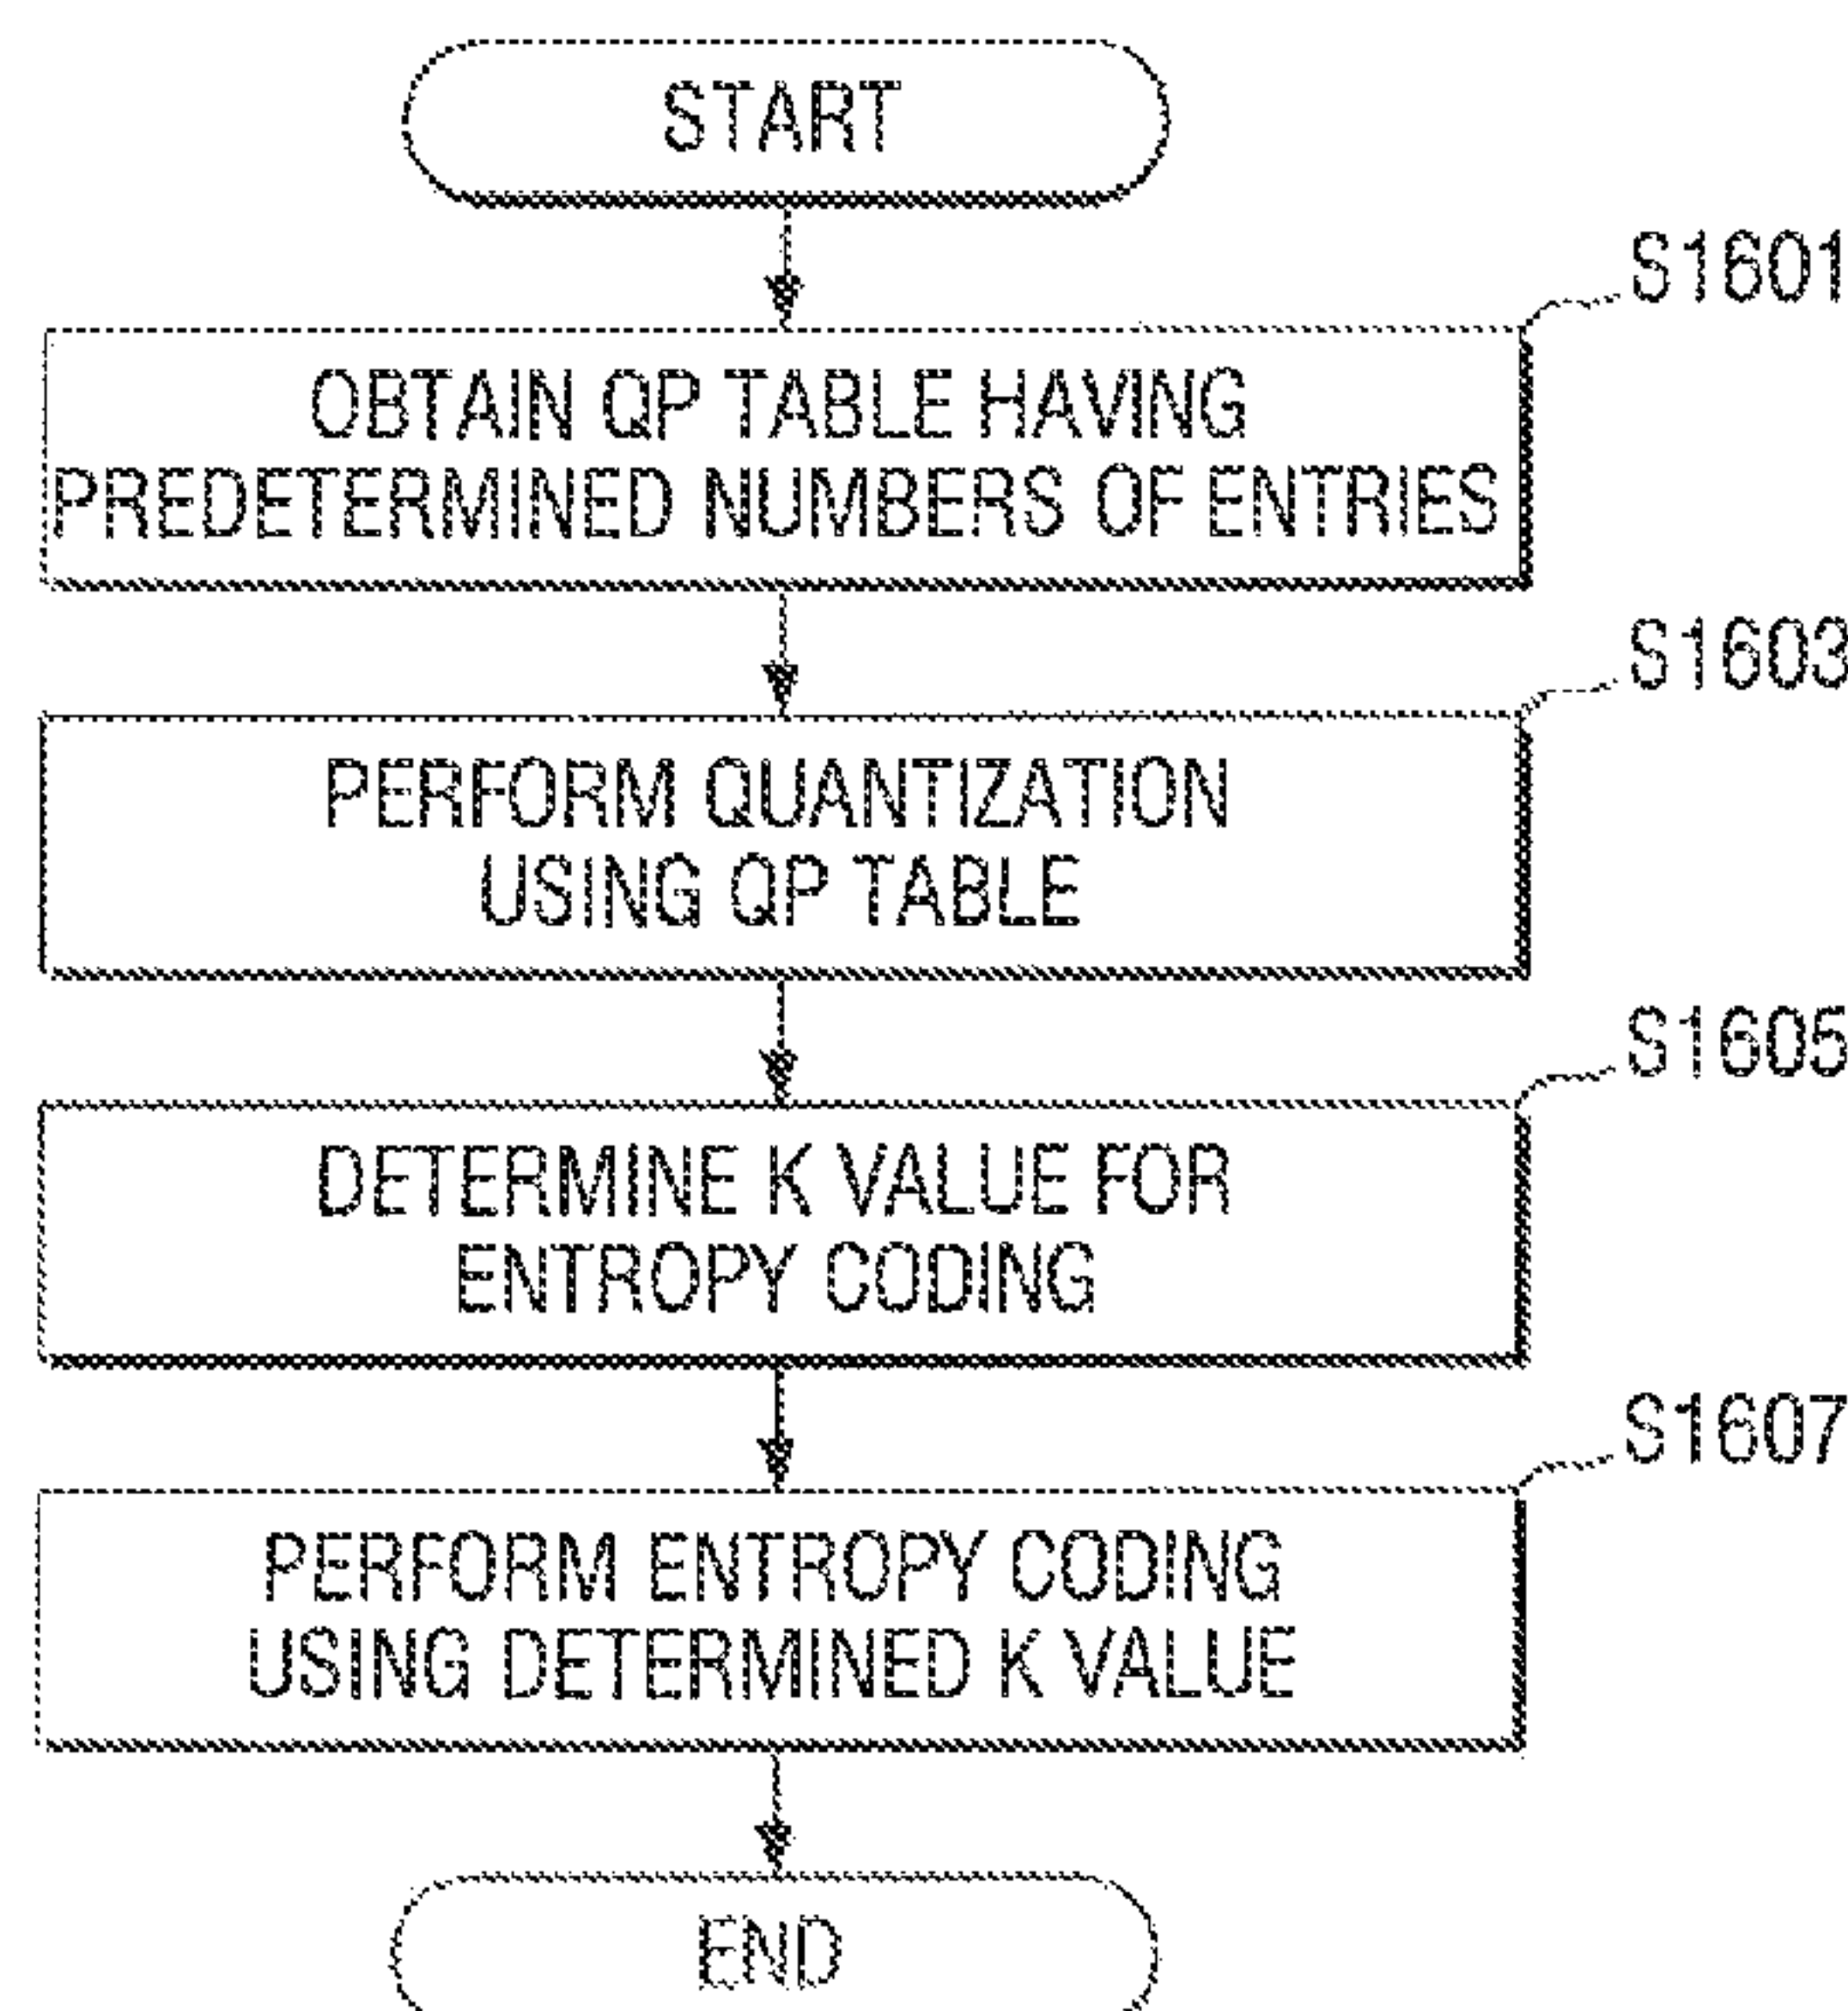 START
S1601
OBTAIN QP TABLE HAVING
PREDETERMINED NUMBERS OF ENTRIES
S1603
PERFORM QUANTIZATION
USING QP TABLE
S1605
DETERMINE K VALUE FOR
ENTROPY CODING
S1607
PERFORM ENTROPY CODING
USING DETERMINED K VALUE
END